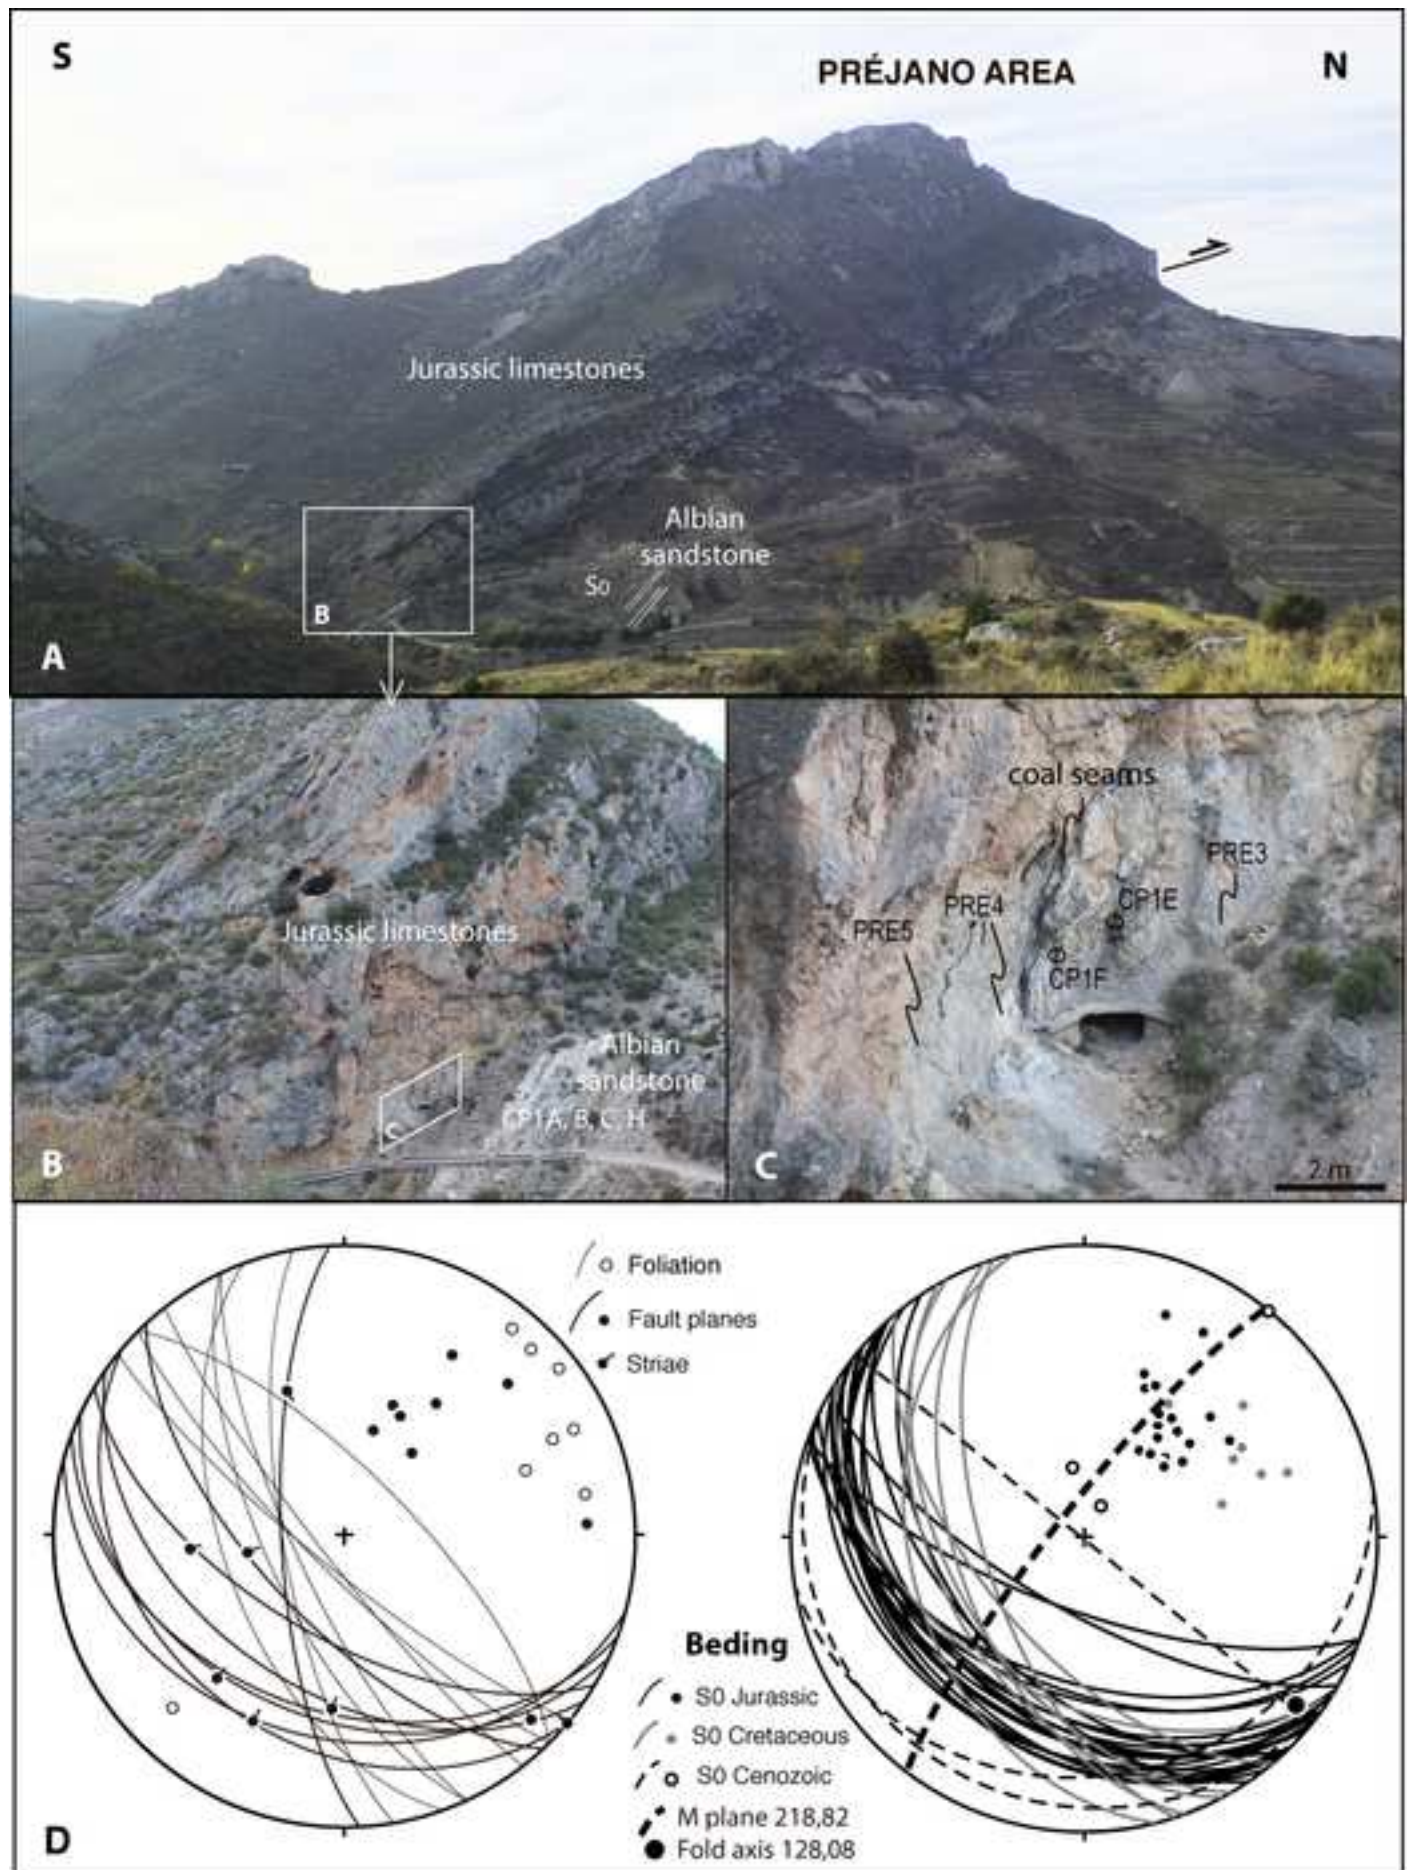 S
PRÉJANO AREA
N
Jurassic limestones
Albian
sandstone
S0
B
A
Jurassic limestones
Albian
sandstone
CP1A, B, C, H
C
B
coal seams
PRE3
CP1E
PRE4
PRE5
CP1F
2 m
C
Foliation
Fault planes
Striae
Beding
S0 Jurassic
S0 Cretaceous
S0 Cenozoic
M plane 218,82
Fold axis 128,08
D